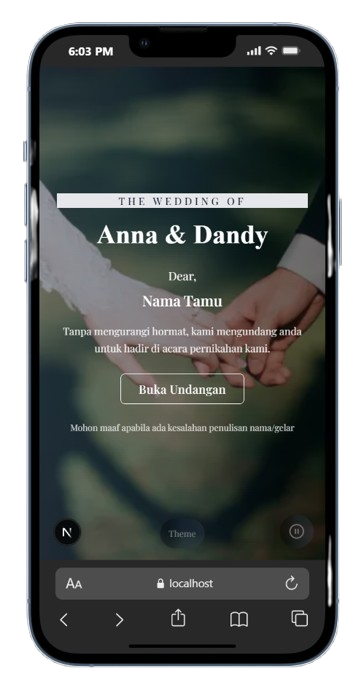 6:03 PM
THE WEDDING OF
Anna & Dandy
Dear,
Nama Tamu
Tanpa mengurangi hormat, kami mengundang anda
untuk hadir di acara pernikahan kami.
Buka Undangan
Mohon maaf apabila ada kesalahan penulisan nama/gelar
N
Theme
AA
localhost